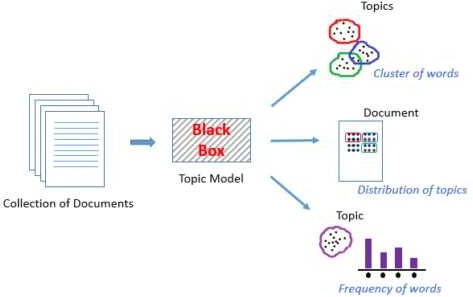 Topics
Cluster of words
Black
Box
Document
Topic Model
Distribution of topics
Collection of Documents
Topic
Frequency of words